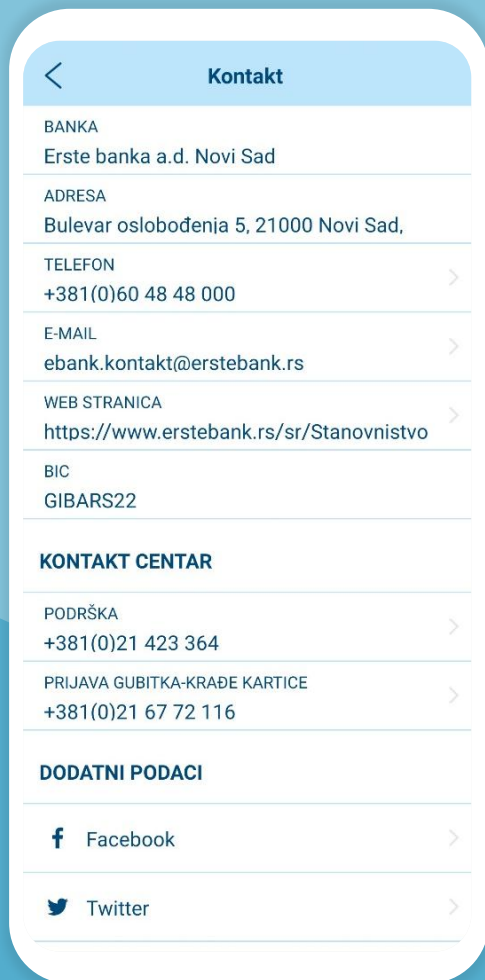 Kontakt
BANKA
Erste banka a.d. Novi Sad
ADRESA
Bulevar oslobođenja 5, 21000 Novi Sad,
TELEFON
+381(0)60 48 48 000
E-MAIL
ebank.kontakt@erstebank.rs
WEB STRANICA
https://www.erstebank.rs/sr/Stanovnistvo
BIC
GIBARS22
KONTAKT CENTAR
PODRŠKA
+381(0)21 423 364
PRIJAVA GUBITKA-KRAĐE KARTICE
+381(0)21 67 72 116
DODATNI PODACI
Facebook
Twitter